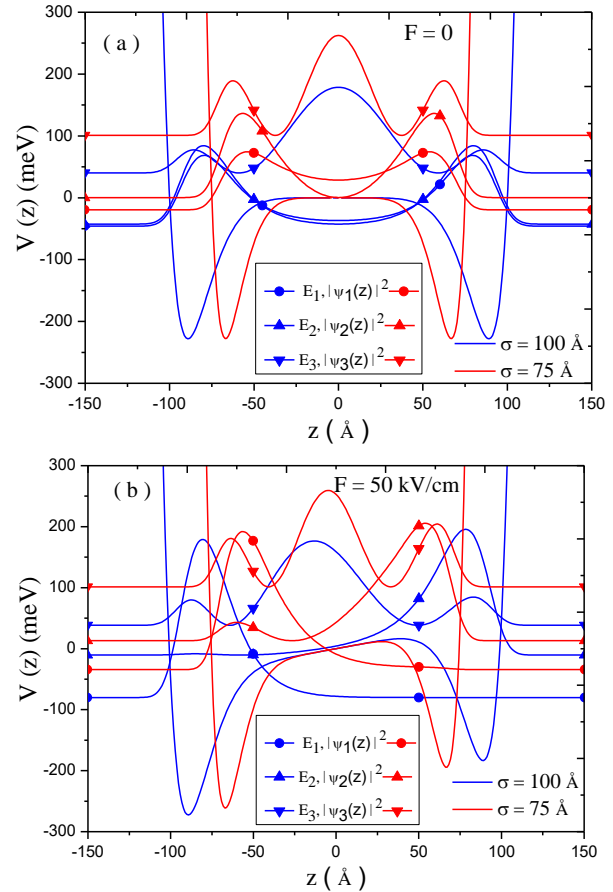 ( a )
F = 0
V (z) (meV)
300
200
100
0
-100
-200
-300
E1, |ψ1(z)|2
E2, |ψ2(z)|2
E3, |ψ3(z)|2
σ = 100 Å
σ = 75 Å
-150 -100 -50 0 50 100 150
z ( Å )
( b )
F = 50 kV/cm
V (z) (meV)
300
200
100
0
-100
-200
-300
E1, |ψ1(z)|2
E2, |ψ2(z)|2
E3, |ψ3(z)|2
σ = 100 Å
σ = 75 Å
-150 -100 -50 0 50 100 150
z ( Å )